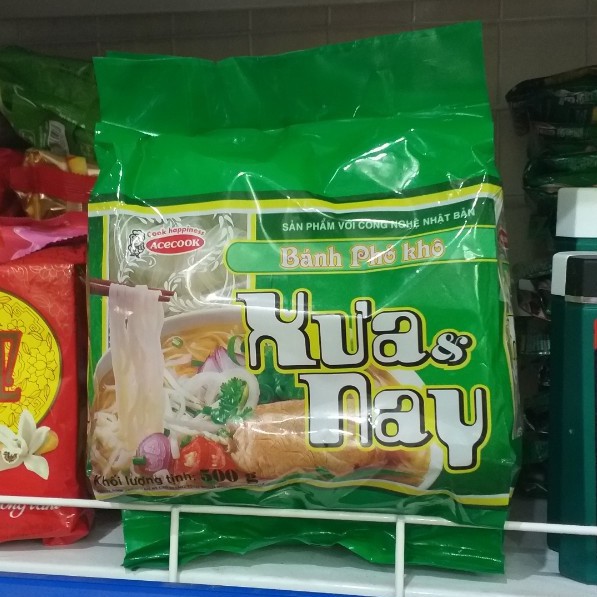 Cook happiness
ACECOOK
SẢN PHẨM VỚI CÔNG NGHỆ NHẬT BẢN
Bánh Phở khô
Xưa &
Nay
Khối lượng tịnh: 500 g